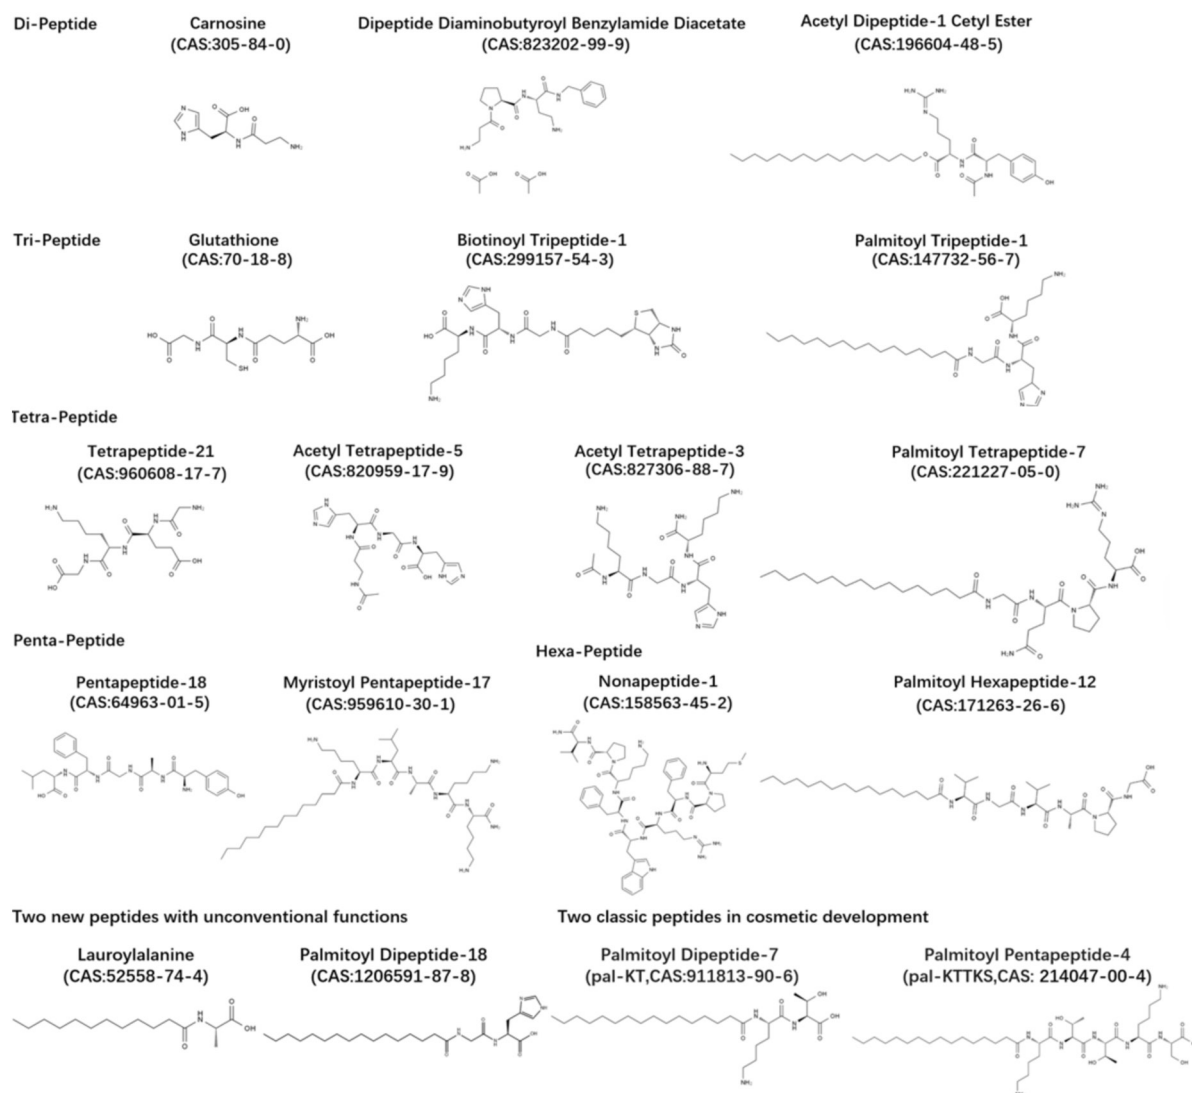 Di-Peptide
Carnosine
(CAS:305-84-0)
Dipeptide Diaminobutyroyl Benzylamide Diacetate
(CAS:823202-99-9)
Acetyl Dipeptide-1 Cetyl Ester
(CAS:196604-48-5)
Tri-Peptide
Glutathione
(CAS:70-18-8)
Biotinoyl Tripeptide-1
(CAS:299157-54-3)
Palmitoyl Tripeptide-1
(CAS:147732-56-7)
Tetra-Peptide
Tetrapeptide-21
(CAS:960608-17-7)
Acetyl Tetrapeptide-5
(CAS:820959-17-9)
Acetyl Tetrapeptide-3
(CAS:827306-88-7)
Palmitoyl Tetrapeptide-7
(CAS:221227-05-0)
Penta-Peptide
Hexa-Peptide
Pentapeptide-18
(CAS:64963-01-5)
Myristoyl Pentapeptide-17
(CAS:959610-30-1)
Nonapeptide-1
(CAS:158563-45-2)
Palmitoyl Hexapeptide-12
(CAS:171263-26-6)
Two new peptides with unconventional functions
Two classic peptides in cosmetic development
Lauroylalanine
(CAS:52558-74-4)
Palmitoyl Dipeptide-18
(CAS:1206591-87-8)
Palmitoyl Dipeptide-7
(pal-KT,CAS:911813-90-6)
Palmitoyl Pentapeptide-4
(pal-KTTKS,CAS: 214047-00-4)